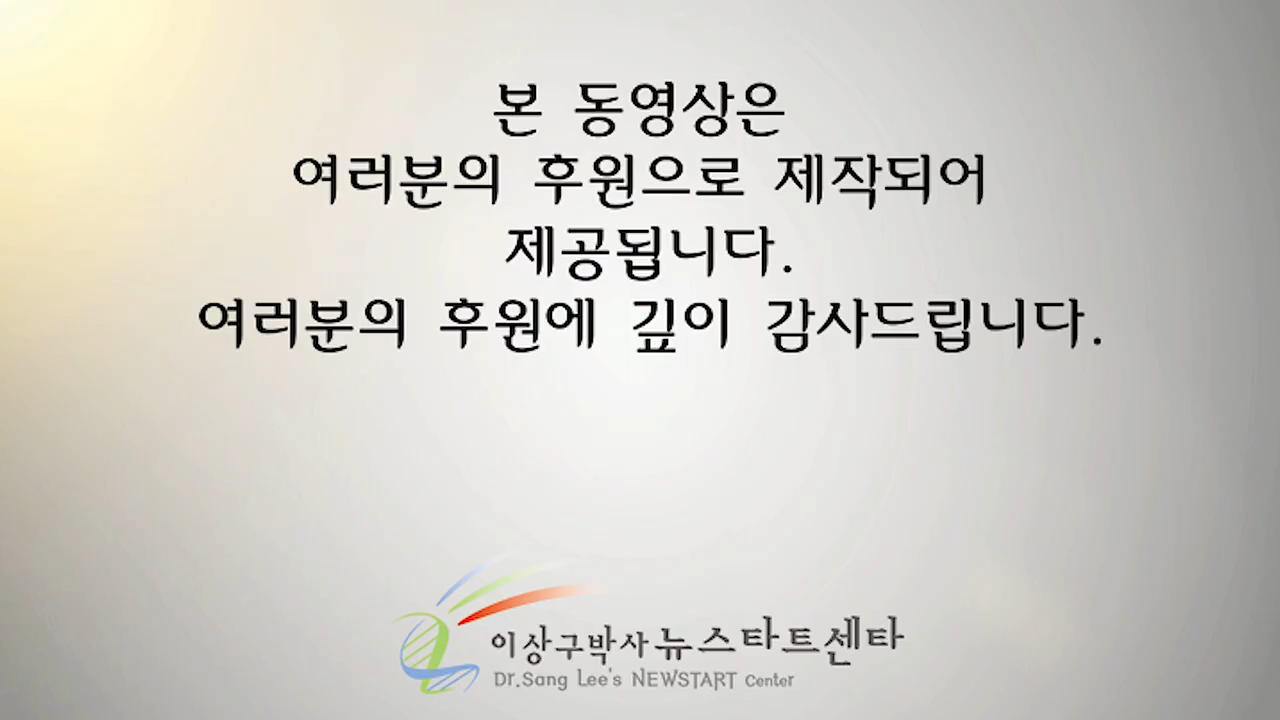 본 동영상은
여러분의 후원으로 제작되어
제공됩니다.
여러분의 후원에 깊이 감사드립니다.
이상구박사 뉴스타트센타
Dr.Sang Lee's NEWSTART Center